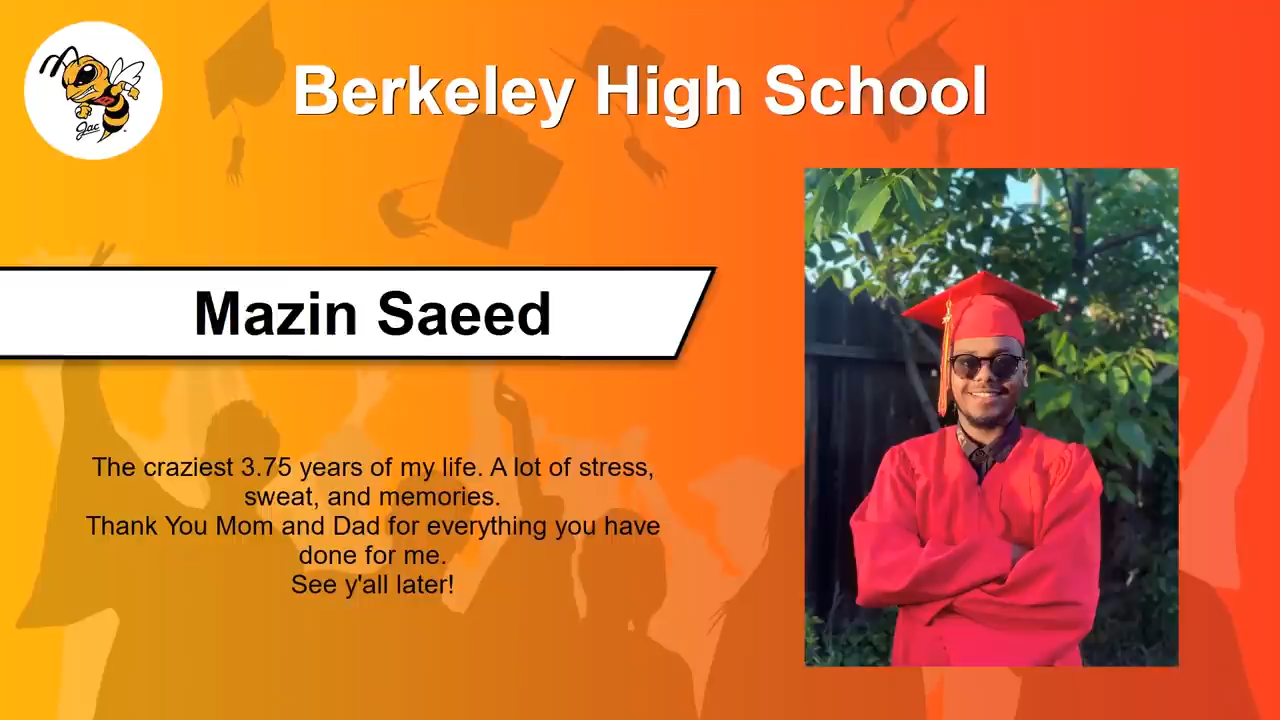 Berkeley High School
Jac
Mazin Saeed
The craziest 3.75 years of my life. A lot of stress,
sweat, and memories.
Thank You Mom and Dad for everything you have
done for me.
See y'all later!